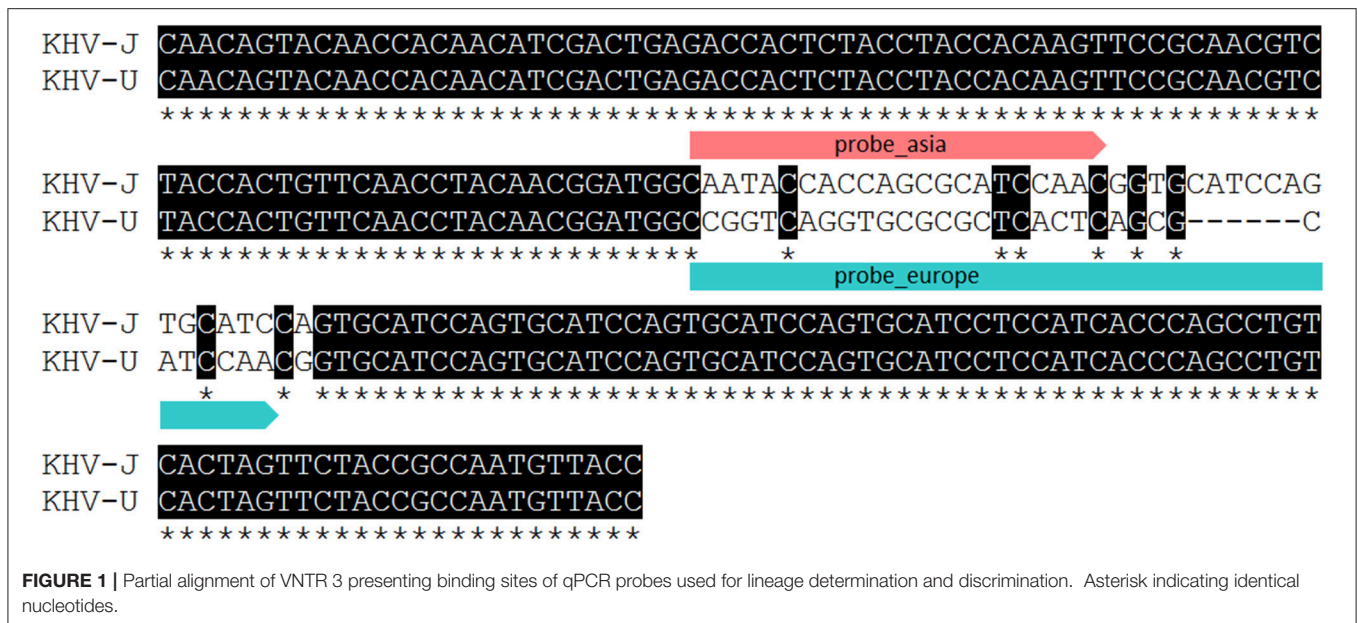 KHV-J CAACAGTACAACCACAACATCGACTGAGACCACTCTACCTACCACAAGTTCCGCAACGTC
KHV-U CAACAGTACAACCACAACATCGACTGAGACCACTCTACCTACCACAAGTTCCGCAACGTC
************************************************************
probe_asia
KHV-J TACCACTGTTCAACCTACAACGGATGGCAATACCACCAGCGCATCCAACGGTGCATCCAG
KHV-U TACCACTGTTCAACCTACAACGGATGGCCGGTCAGGTGCGCGCTCACTCAGCG------C
****************************    *          **   * * *
probe_europe
KHV-J TGCATCCAGTGCATCCAGTGCATCCAGTGCATCCAGTGCATCCTCCATCACCCAGCCTGT
KHV-U ATCCAACGGTGCATCCAGTGCATCCAGTGCATCCAGTGCATCCTCCATCACCCAGCCTGT
* * ****************************************************
KHV-J CACTAGTTCTACCGCCAATGTTACC
KHV-U CACTAGTTCTACCGCCAATGTTACC
*************************
FIGURE 1 | Partial alignment of VNTR 3 presenting binding sites of qPCR probes used for lineage determination and discrimination. Asterisk indicating identical
nucleotides.